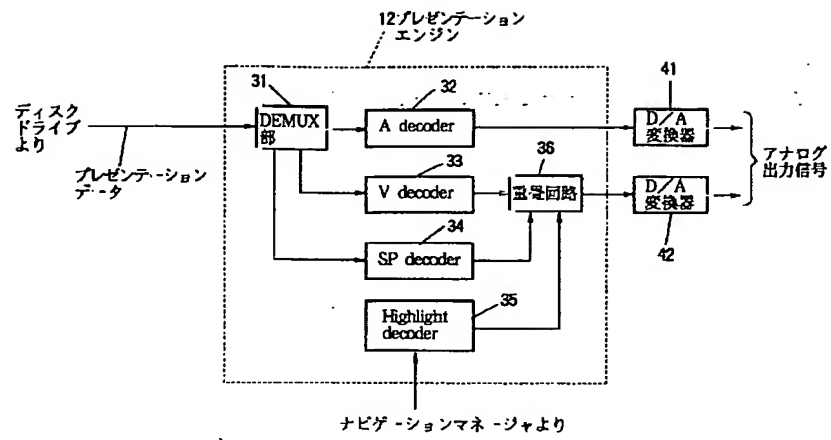 12プレゼンテーション
エンジン
ディスク
ドライブ
より
プレゼンテーション
データ
31
DEMUX
部
32
A decoder
33
V decoder
34
SP decoder
35
Highlight
decoder
36
重畳回路
41
D/A
変換器
D/A
変換器
42
アナログ
出力信号
ナビゲーションマネージャより